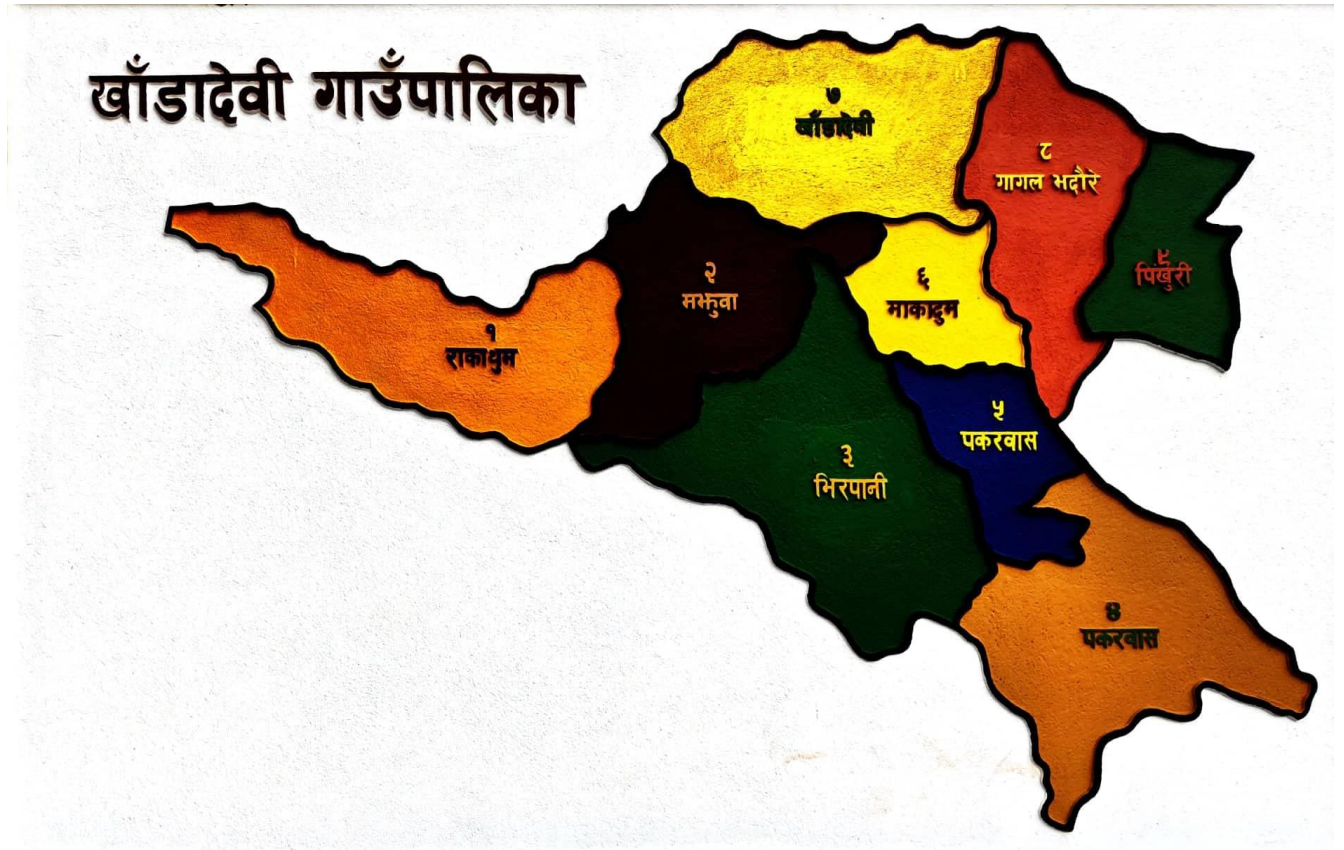 खाँडादेवी गाउँपालिका
७
खाँडादेवी
८
गागल भदौरे
९
पिखुरी
२
मझुवा
६
माकादुम
१
राकाथुम
५
पकरवास
३
भिरपानी
४
पकरवास